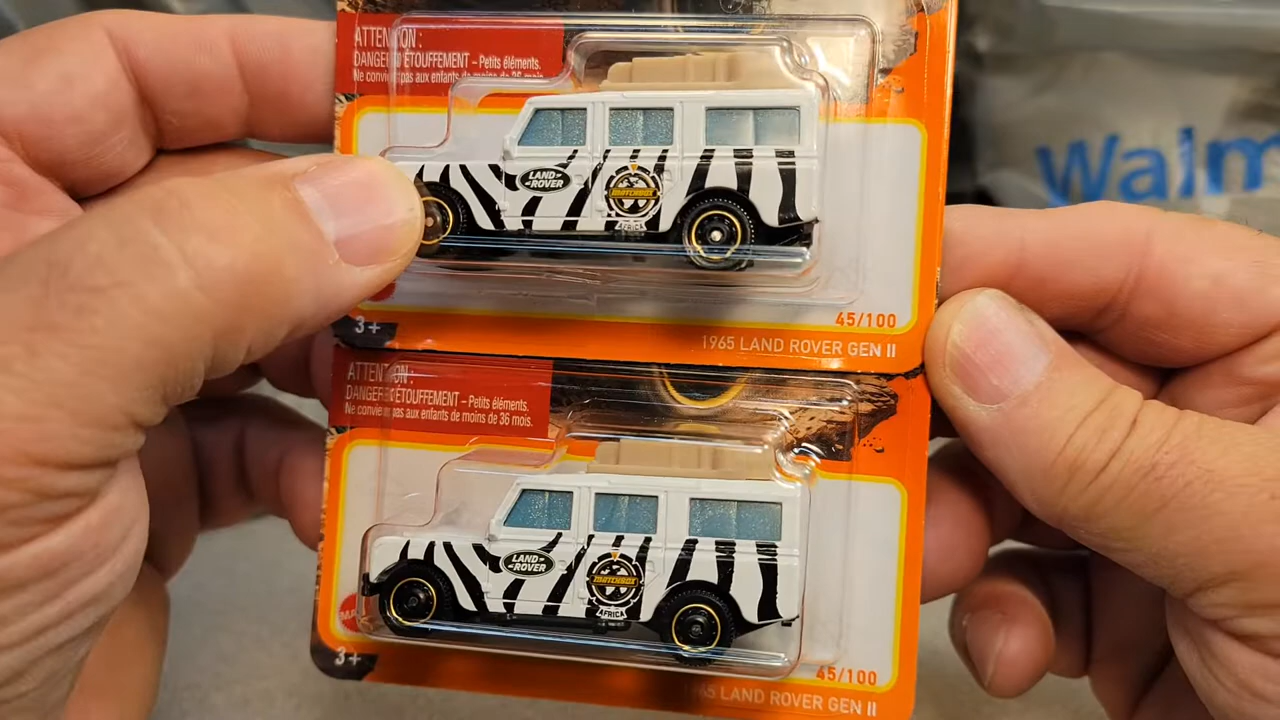 ATTENTION :
DANGER D'ÉTOUFFEMENT – Petits éléments.
Ne convient pas aux enfants de moins de 36 mois.
Walm
LAND ROVER
MATCHBOX
AFRICA
45/100
3+
1965 LAND ROVER GEN II
ATTENTION :
DANGER D'ÉTOUFFEMENT – Petits éléments.
Ne convient pas aux enfants de moins de 36 mois.
LAND ROVER
MATCHBOX
AFRICA
3+
45/100
1965 LAND ROVER GEN II